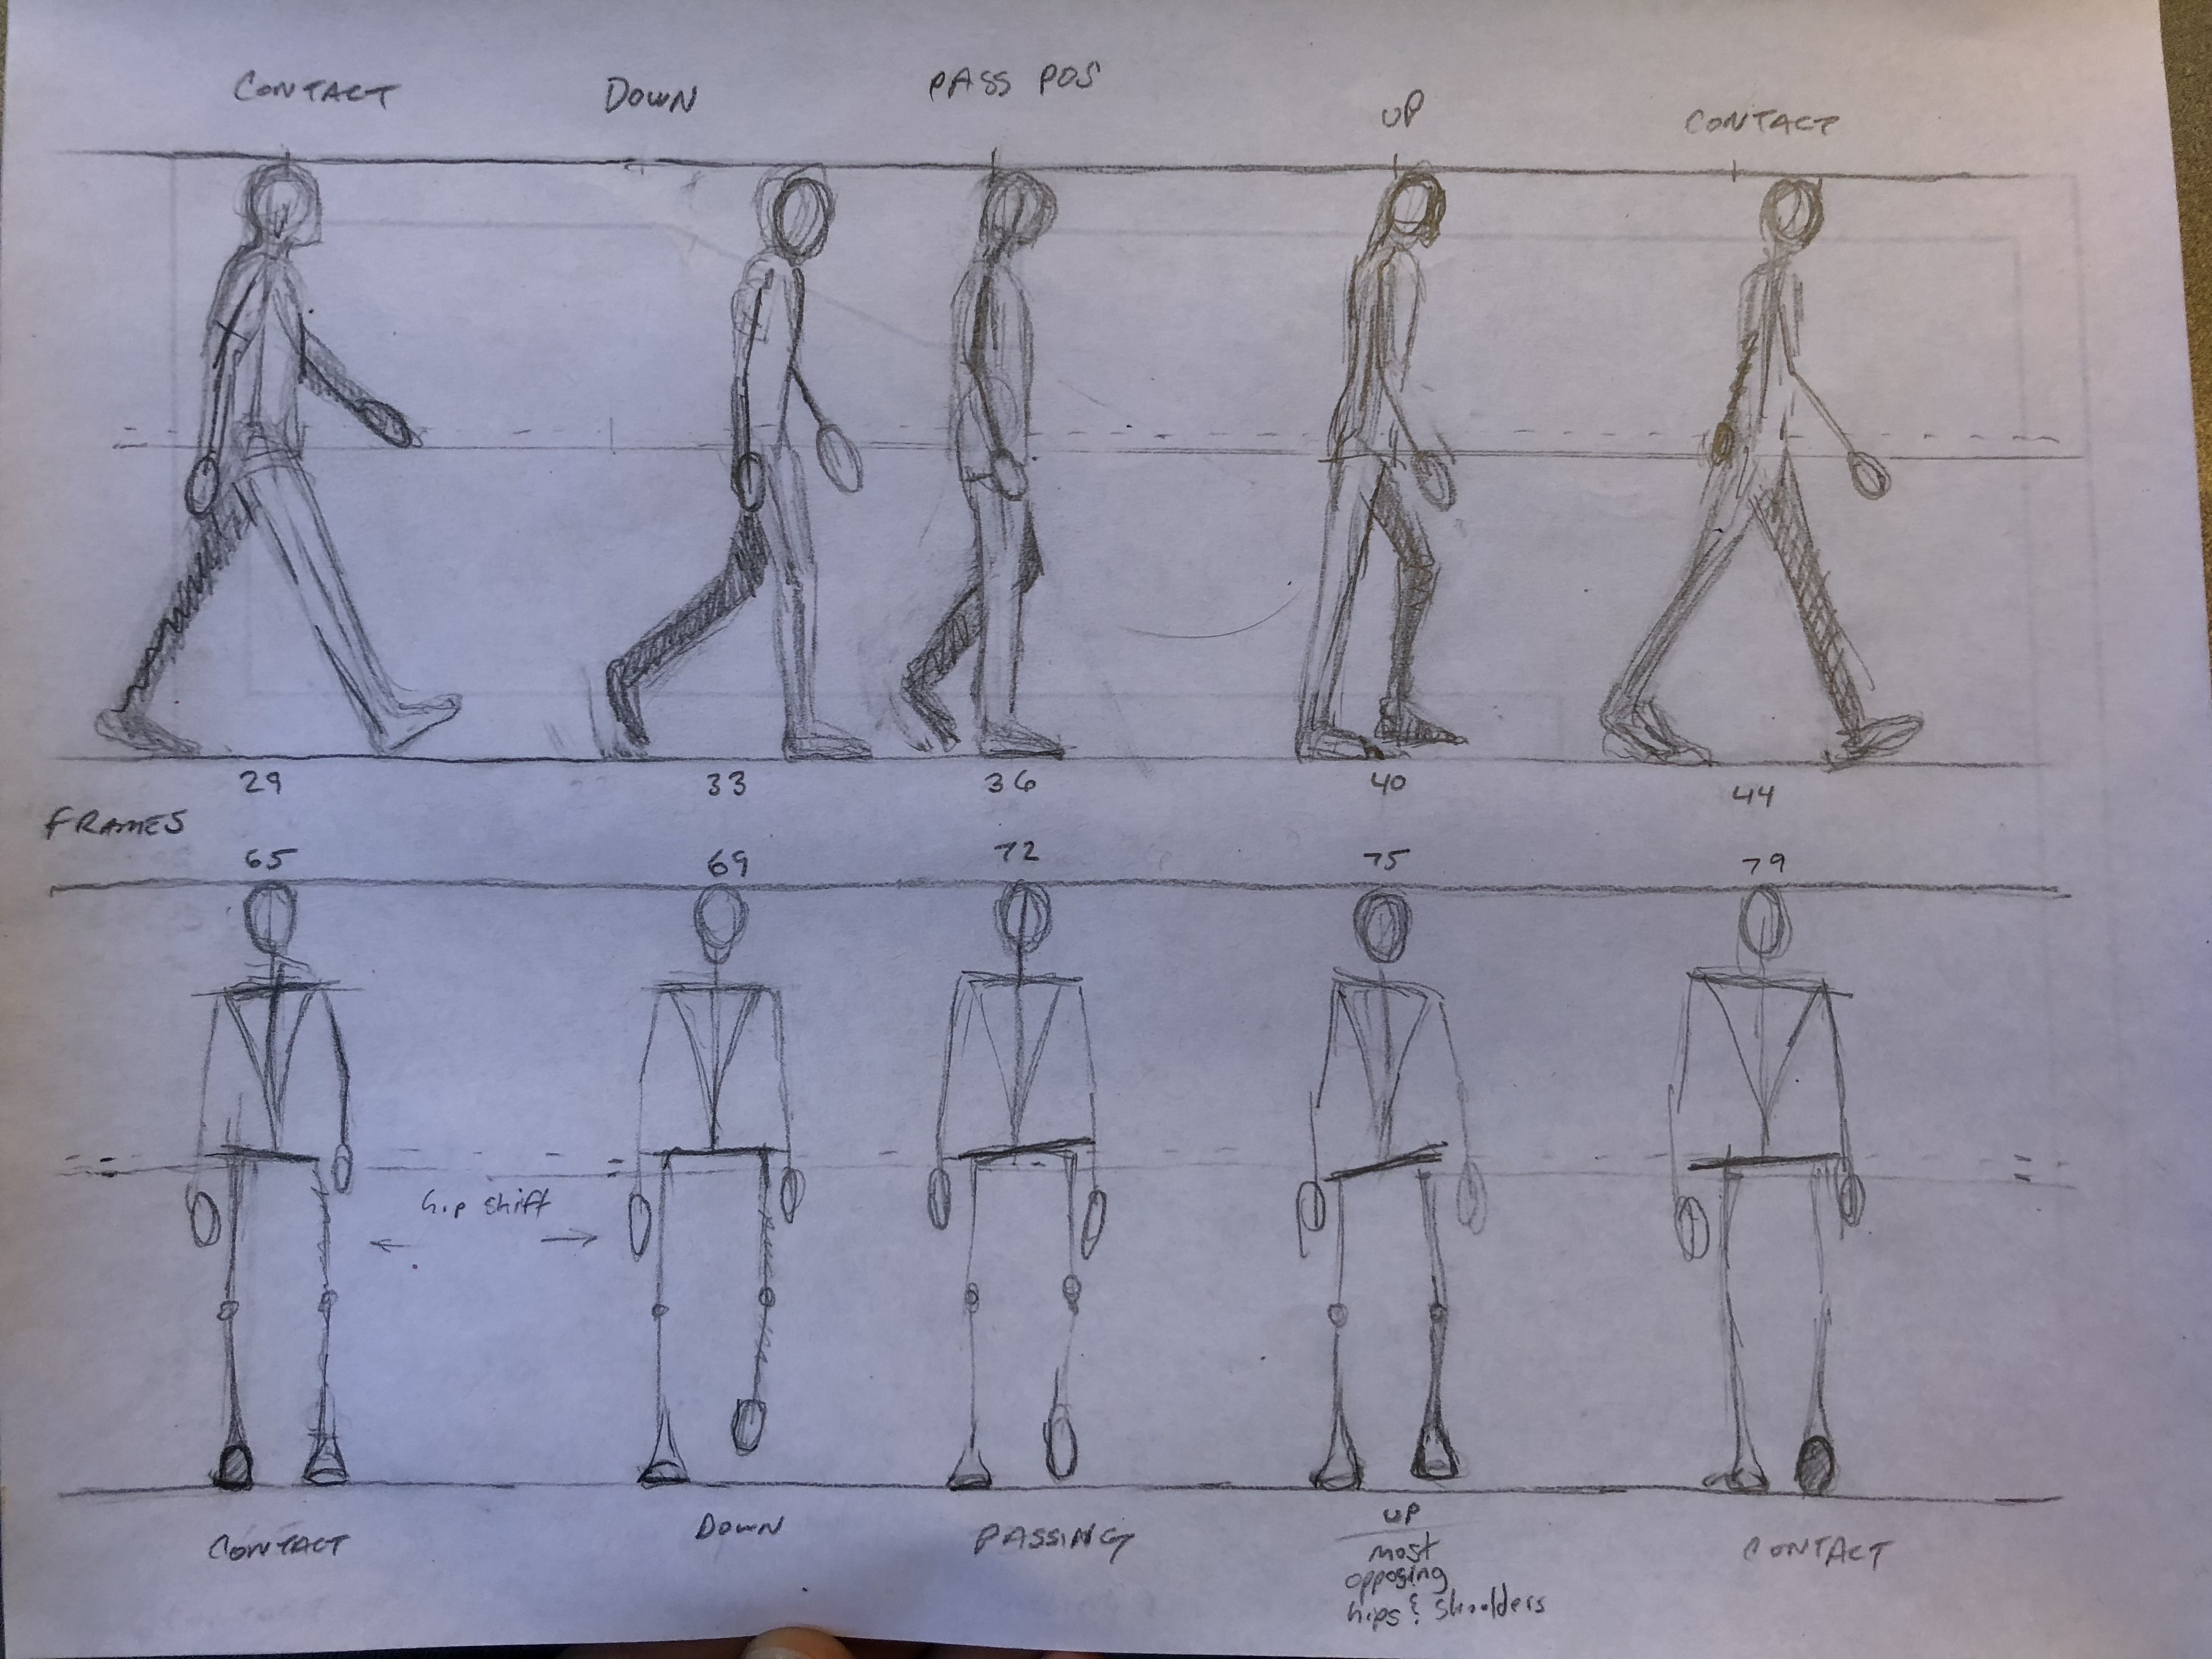 CONTACT DOWN PASS POS UP CONTACT
29 33 36 40 44
FRAMES
65 69 72 75 79
hip shift
CONTACT DOWN PASSING UP CONTACT
most
opposing
hips & shoulders